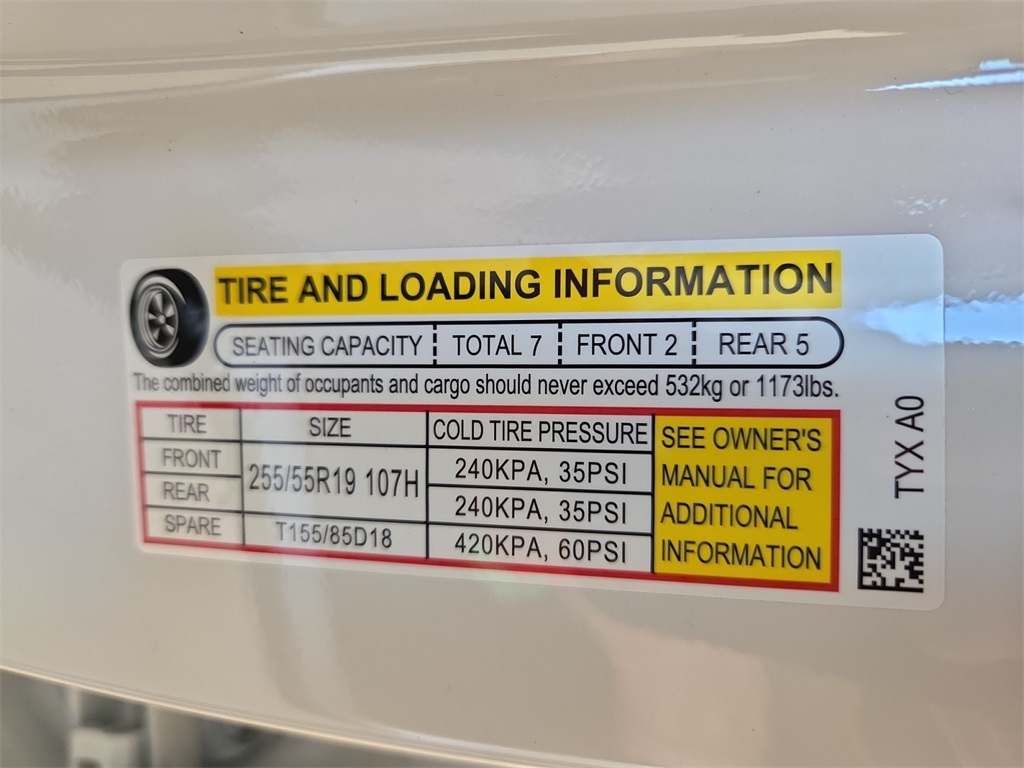 TIRE AND LOADING INFORMATION
SEATING CAPACITY TOTAL 7 FRONT 2 REAR 5
The combined weight of occupants and cargo should never exceed 532kg or 1173lbs.
TIRE SIZE COLD TIRE PRESSURE
FRONT 255/55R19 107H 240KPA, 35PSI
REAR 240KPA, 35PSI
SPARE T155/85D18 420KPA, 60PSI
SEE OWNER'S
MANUAL FOR
ADDITIONAL
INFORMATION
TYX A0